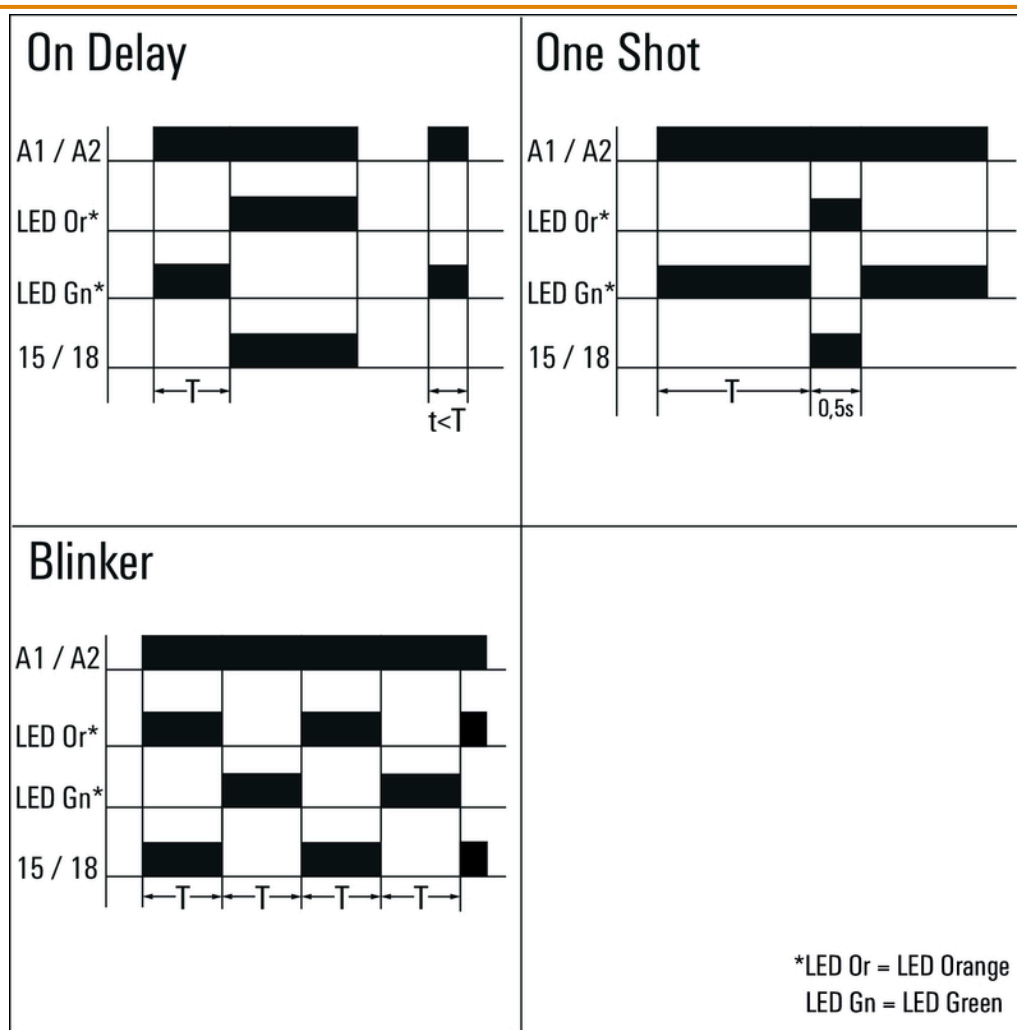 On Delay
A1 / A2
LED Or*
LED Gn*
15 / 18
T
t<T
One Shot
A1 / A2
LED Or*
LED Gn*
15 / 18
T
0,5s
Blinker
A1 / A2
LED Or*
LED Gn*
15 / 18
T T T T
*LED Or = LED Orange
LED Gn = LED Green